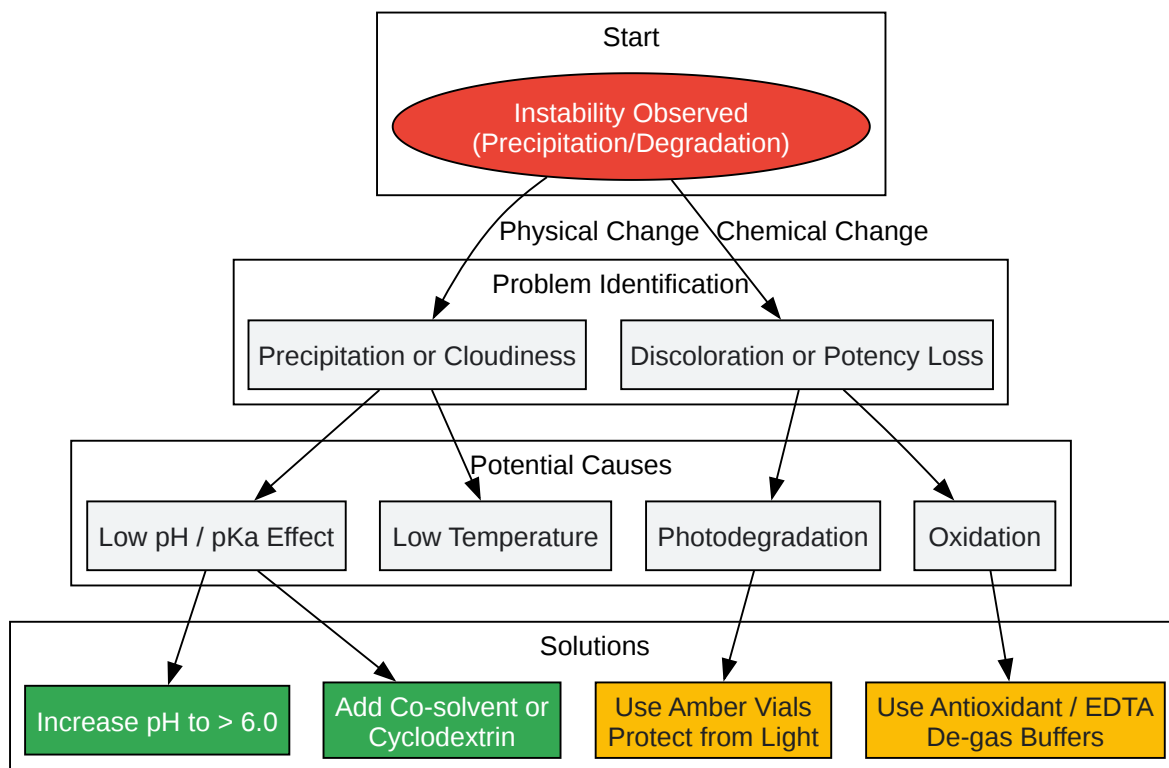 Start
Instability Observed
(Precipitation/Degradation)
Physical Change
Chemical Change
Problem Identification
Precipitation or Cloudiness
Discoloration or Potency Loss
Potential Causes
Low pH / pKa Effect
Low Temperature
Photodegradation
Oxidation
Solutions
Increase pH to > 6.0
Add Co-solvent or
Cyclodextrin
Use Amber Vials
Protect from Light
Use Antioxidant / EDTA
De-gas Buffers